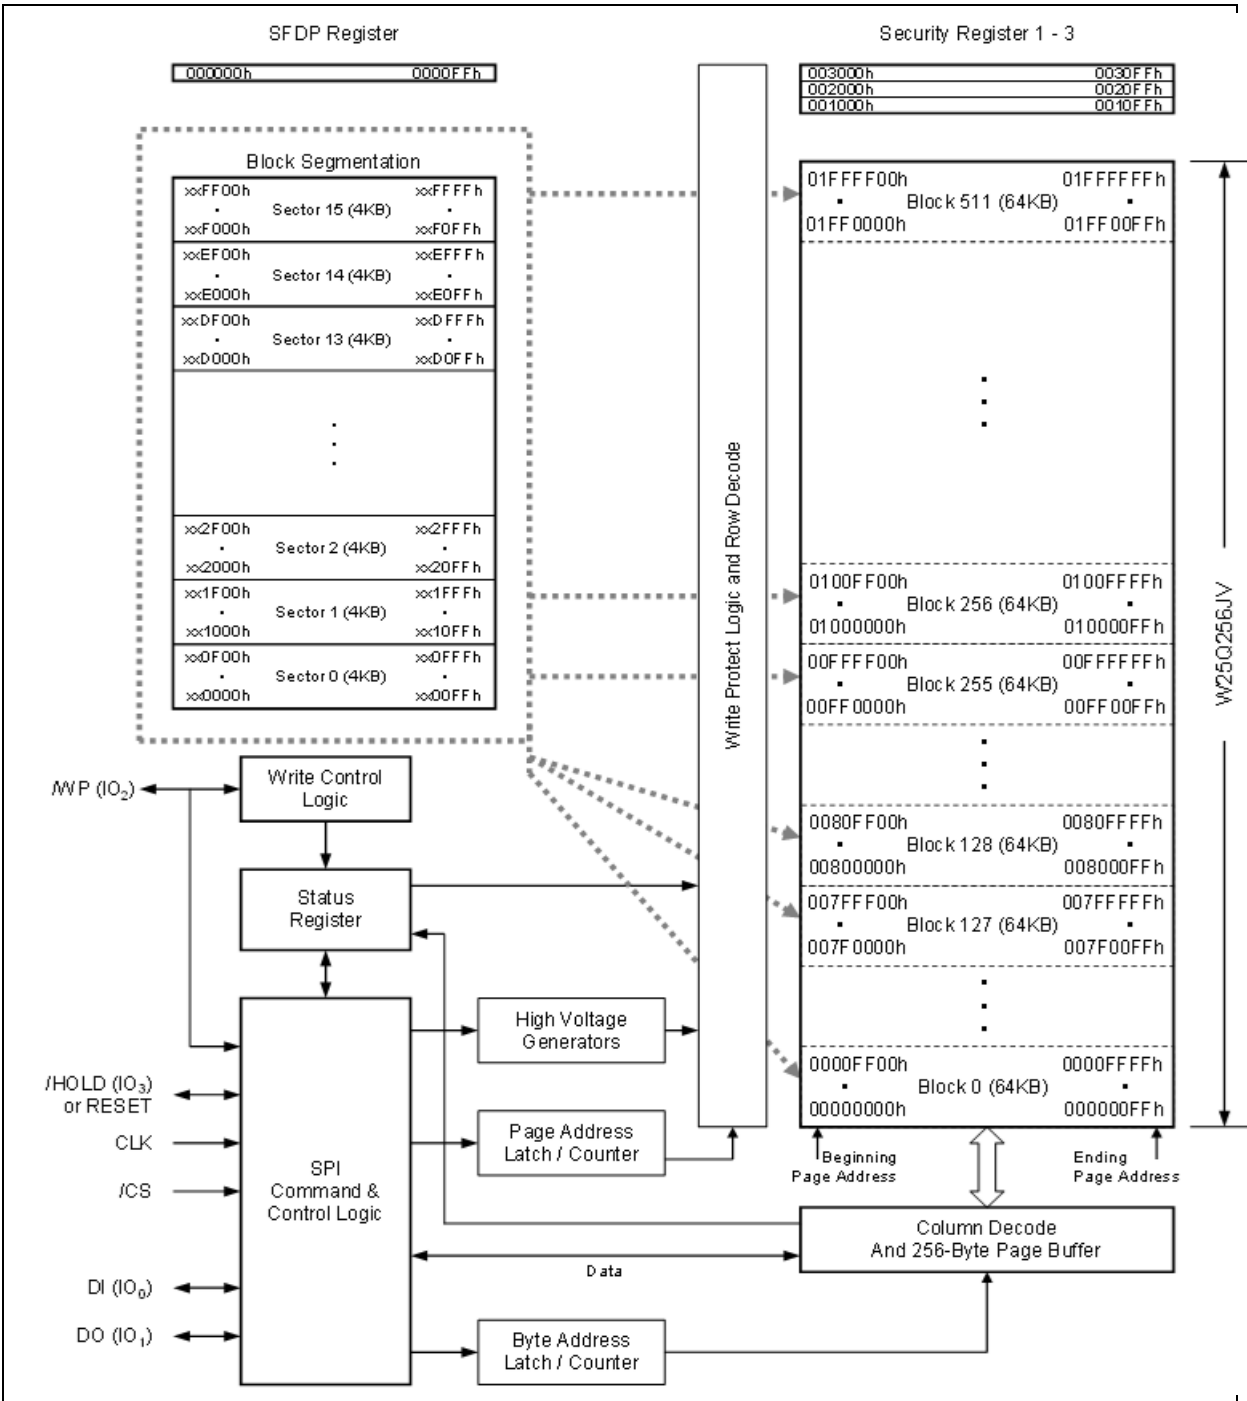 SFDP Register
000000h 0000FFh
Security Register 1 - 3
003000h 0030FFh
002000h 0020FFh
001000h 0010FFh
Block Segmentation
xxFF00h xxFFFFh
Sector 15 (4KB)
xxF000h xxF0FFh
xxEF00h xxEFFFh
Sector 14 (4KB)
xxE000h xxE0FFh
xxDF00h xxDFFFh
Sector 13 (4KB)
xxD000h xxD0FFh
xx2F00h xx2FFFh
Sector 2 (4KB)
xx2000h xx20FFh
xx1F00h xx1FFFh
Sector 1 (4KB)
xx1000h xx10FFh
xx0F00h xx0FFFh
Sector 0 (4KB)
xx0000h xx00FFh
Write Protect Logic and Row Decode
01FFFF00h 01FFFFFFh
Block 511 (64KB)
01FF0000h 01FF00FFh
0100FF00h 0100FFFFh
Block 256 (64KB)
01000000h 010000FFh
00FFFF00h 00FFFFFFh
Block 255 (64KB)
00FF0000h 00FF00FFh
0080FF00h 0080FFFFh
Block 128 (64KB)
00800000h 008000FFh
007FFF00h 007FFFFFh
Block 127 (64KB)
007F0000h 007F00FFh
0000FF00h 0000FFFFh
Block 0 (64KB)
00000000h 000000FFh
W25Q256JV
Beginning
Page Address
Ending
Page Address
/WP (IO2)
Write Control
Logic
Status
Register
/HOLD (IO3)
or RESET
CLK
/CS
DI (IO0)
DO (IO1)
SPI
Command &
Control Logic
High Voltage
Generators
Page Address
Latch / Counter
Column Decode
And 256-Byte Page Buffer
Data
Byte Address
Latch / Counter